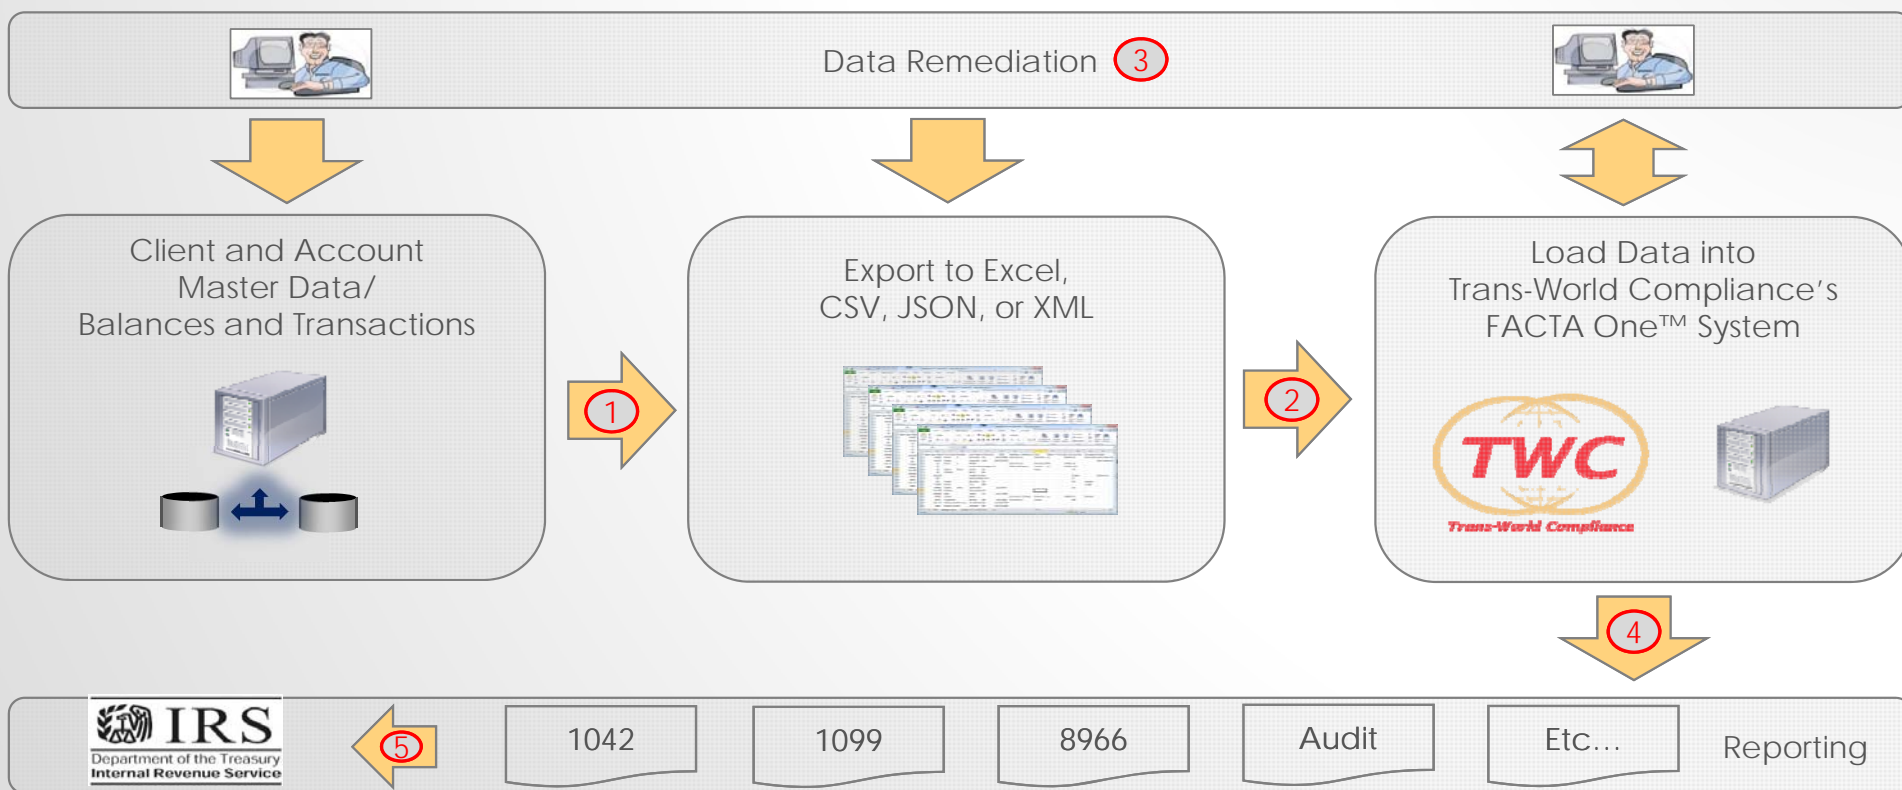 Data Remediation 3
Client and Account
Master Data/
Balances and Transactions
1
Export to Excel,
CSV, JSON, or XML
2
Load Data into
Trans-World Compliance's
FACTA One™ System
TWC
Trans-World Compliance
4
IRS
Department of the Treasury
Internal Revenue Service
5
1042
1099
8966
Audit
Etc...
Reporting